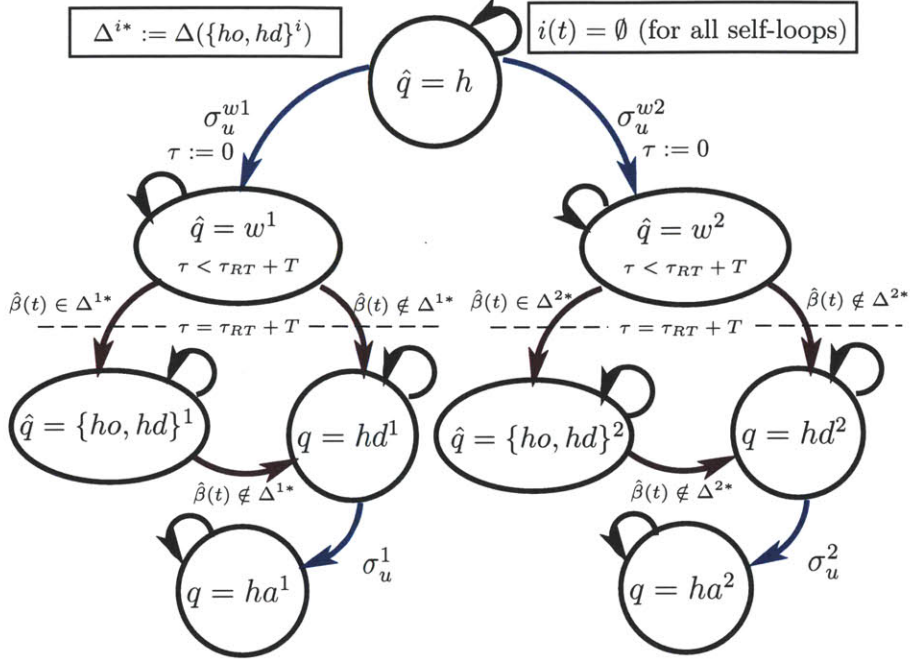 Δ^{i*} := Δ({ho, hd}^i)
i(t) = ∅ (for all self-loops)
q̂ = h
σ_u^{w1}
τ := 0
σ_u^{w2}
τ := 0
q̂ = w^1
τ < τ_{RT} + T
q̂ = w^2
τ < τ_{RT} + T
β̂(t) ∈ Δ^{1*}
β̂(t) ∉ Δ^{1*}
β̂(t) ∈ Δ^{2*}
β̂(t) ∉ Δ^{2*}
τ = τ_{RT} + T
τ = τ_{RT} + T
q̂ = {ho, hd}^1
q = hd^1
q̂ = {ho, hd}^2
q = hd^2
β̂(t) ∉ Δ^{1*}
β̂(t) ∉ Δ^{2*}
σ_u^1
σ_u^2
q = ha^1
q = ha^2